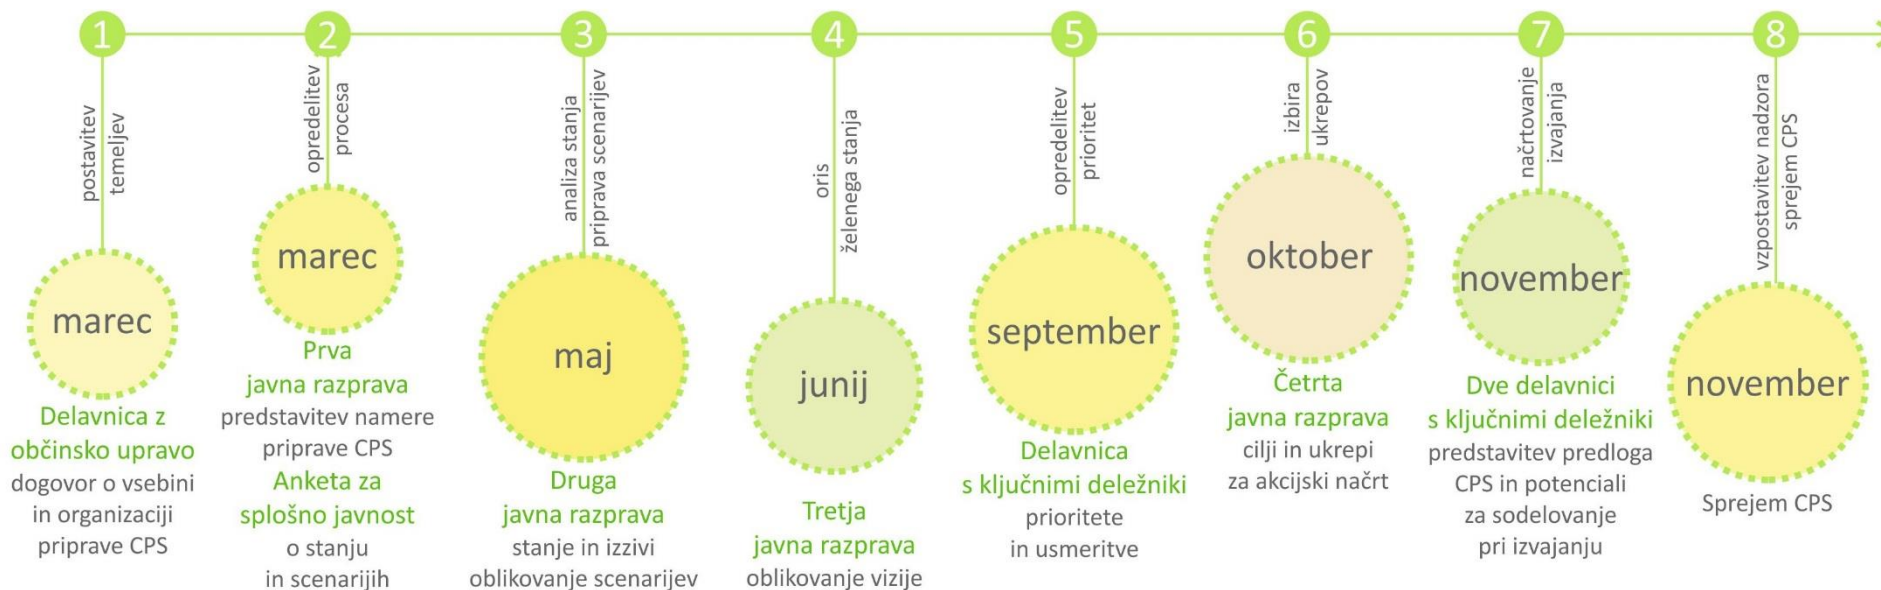 1
postavitev
temeljev
marec
Delavnica z
občinsko upravo
dogovor o vsebini
in organizaciji
priprave CPS
2
opredelitev
procesa
marec
Prva
javna razprava
predstavitev namere
priprave CPS
Anketa za
splošno javnost
o stanju
in scenarijih
3
analiza stanja
priprava scenarijev
maj
Druga
javna razprava
stanje in izzivi
oblikovanje scenarijev
4
oris
želenega stanja
junij
Tretja
javna razprava
oblikovanje vizije
5
opredelitev
prioritet
september
Delavnica
s ključnimi deležniki
prioritete
in usmeritve
6
izbira
ukrepov
oktober
Četrta
javna razprava
cilji in ukrepi
za akcijski načrt
7
načrtovanje
izvajanja
november
Dve delavnici
s ključnimi deležniki
predstavitev predloga
CPS in potenciali
za sodelovanje
pri izvajanju
8
vzpostavitev nadzora
sprejem CPS
november
Sprejem CPS